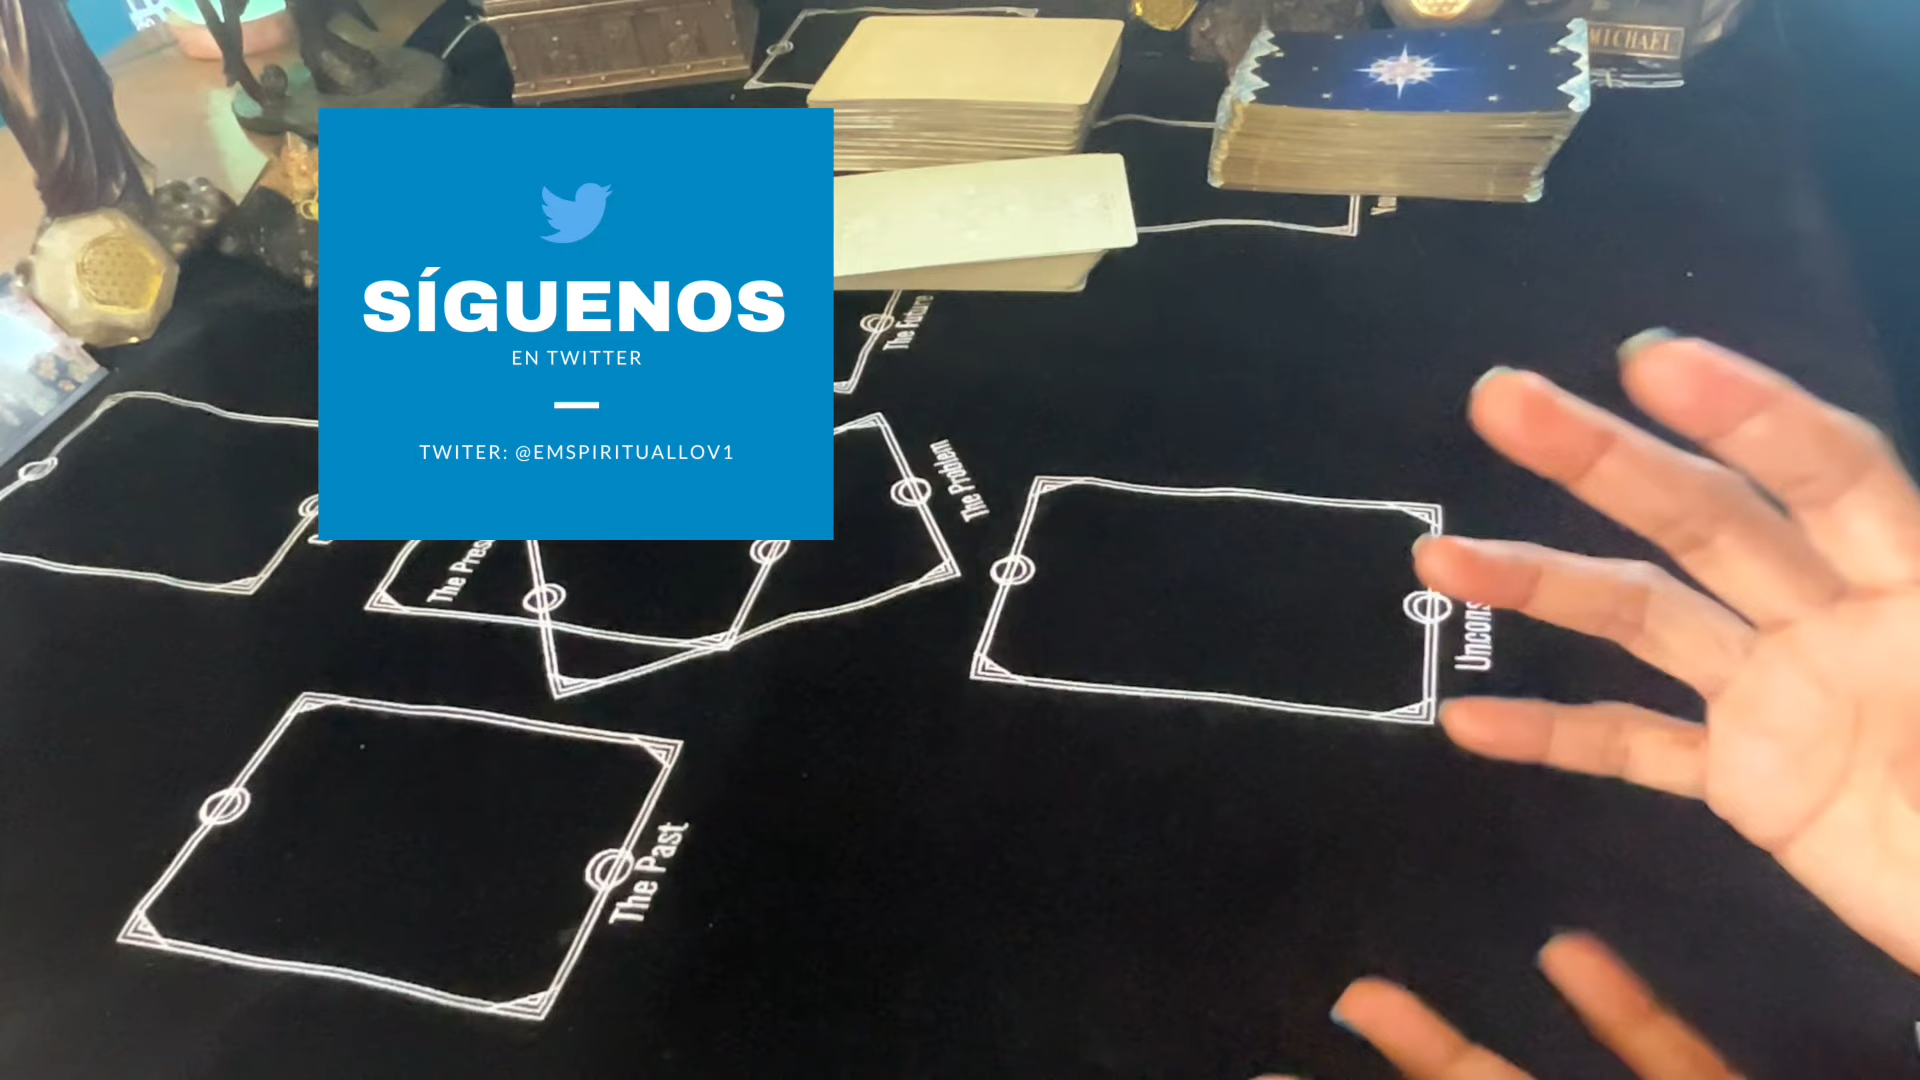 MICHAEL
SÍGUENOS
EN TWITTER
TWITER: @EMSPIRITUALLOV1
The Future
The Problem
The Past